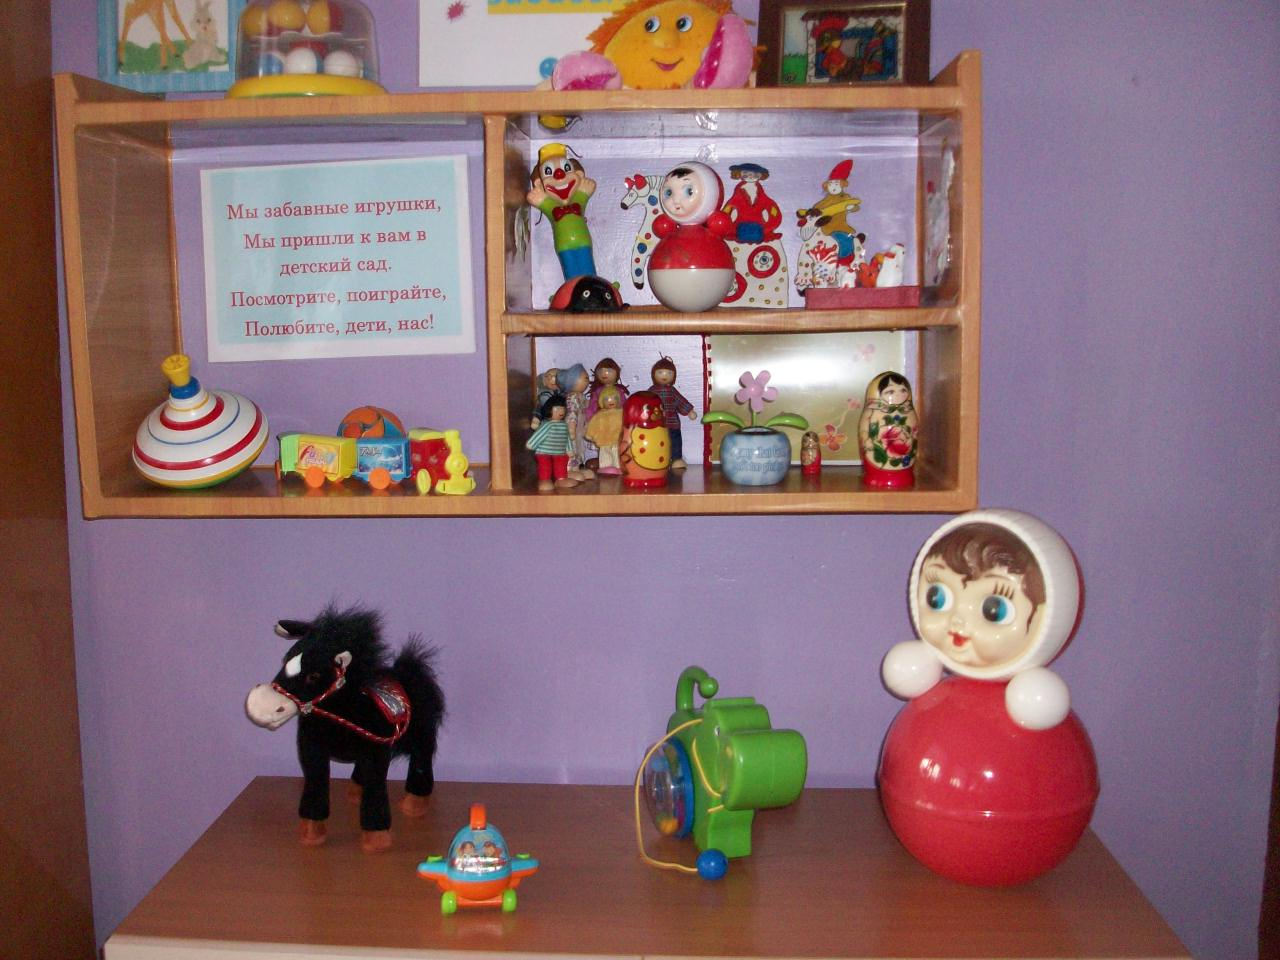 Мы забавные игрушки,
Мы пришли к вам в
детский сад.
Посмотрите, поиграйте,
Полюбите, дети, нас!